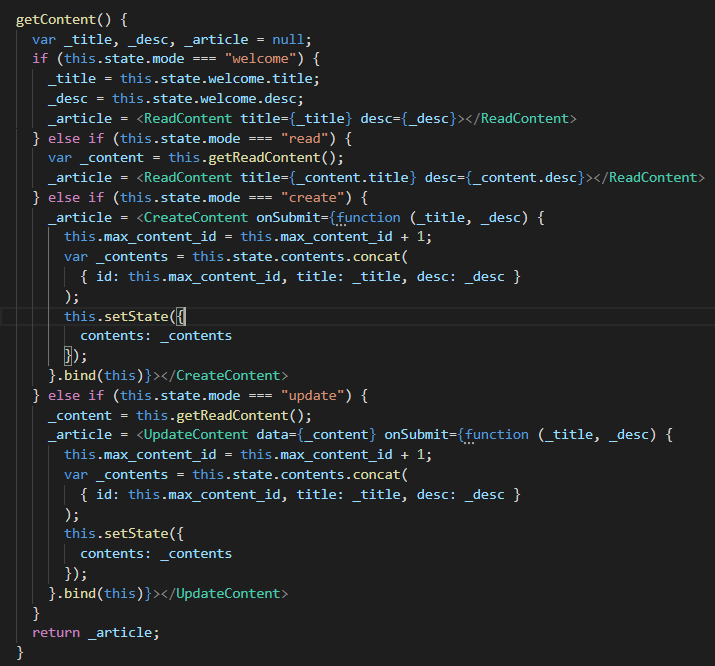 getContent() {
  var _title, _desc, _article = null;
  if (this.state.mode === "welcome") {
    _title = this.state.welcome.title;
    _desc = this.state.welcome.desc;
    _article = <ReadContent title={_title} desc={_desc}></ReadContent>
  } else if (this.state.mode === "read") {
    var _content = this.getReadContent();
    _article = <ReadContent title={_content.title} desc={_content.desc}></ReadContent>
  } else if (this.state.mode === "create") {
    _article = <CreateContent onSubmit={function (_title, _desc) {
      this.max_content_id = this.max_content_id + 1;
      var _contents = this.state.contents.concat(
        { id: this.max_content_id, title: _title, desc: _desc }
      );
      this.setState({
        contents: _contents
      });
    }.bind(this)}></CreateContent>
  } else if (this.state.mode === "update") {
    _content = this.getReadContent();
    _article = <UpdateContent data={_content} onSubmit={function (_title, _desc) {
      this.max_content_id = this.max_content_id + 1;
      var _contents = this.state.contents.concat(
        { id: this.max_content_id, title: _title, desc: _desc }
      );
      this.setState({
        contents: _contents
      });
    }.bind(this)}></UpdateContent>
  }
  return _article;
}